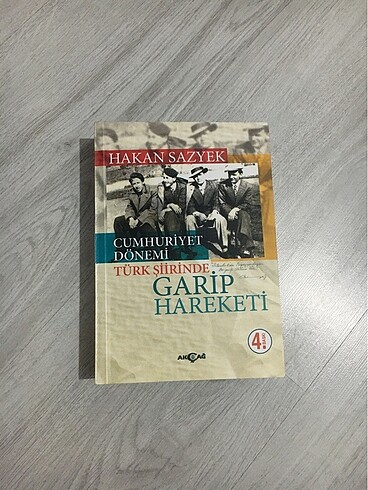 HAKAN SAZYEK
CUMHURİYET
DÖNEMİ
TÜRK ŞİİRİNDE
GARİP
HAREKETİ
4.
AKÇAĞ